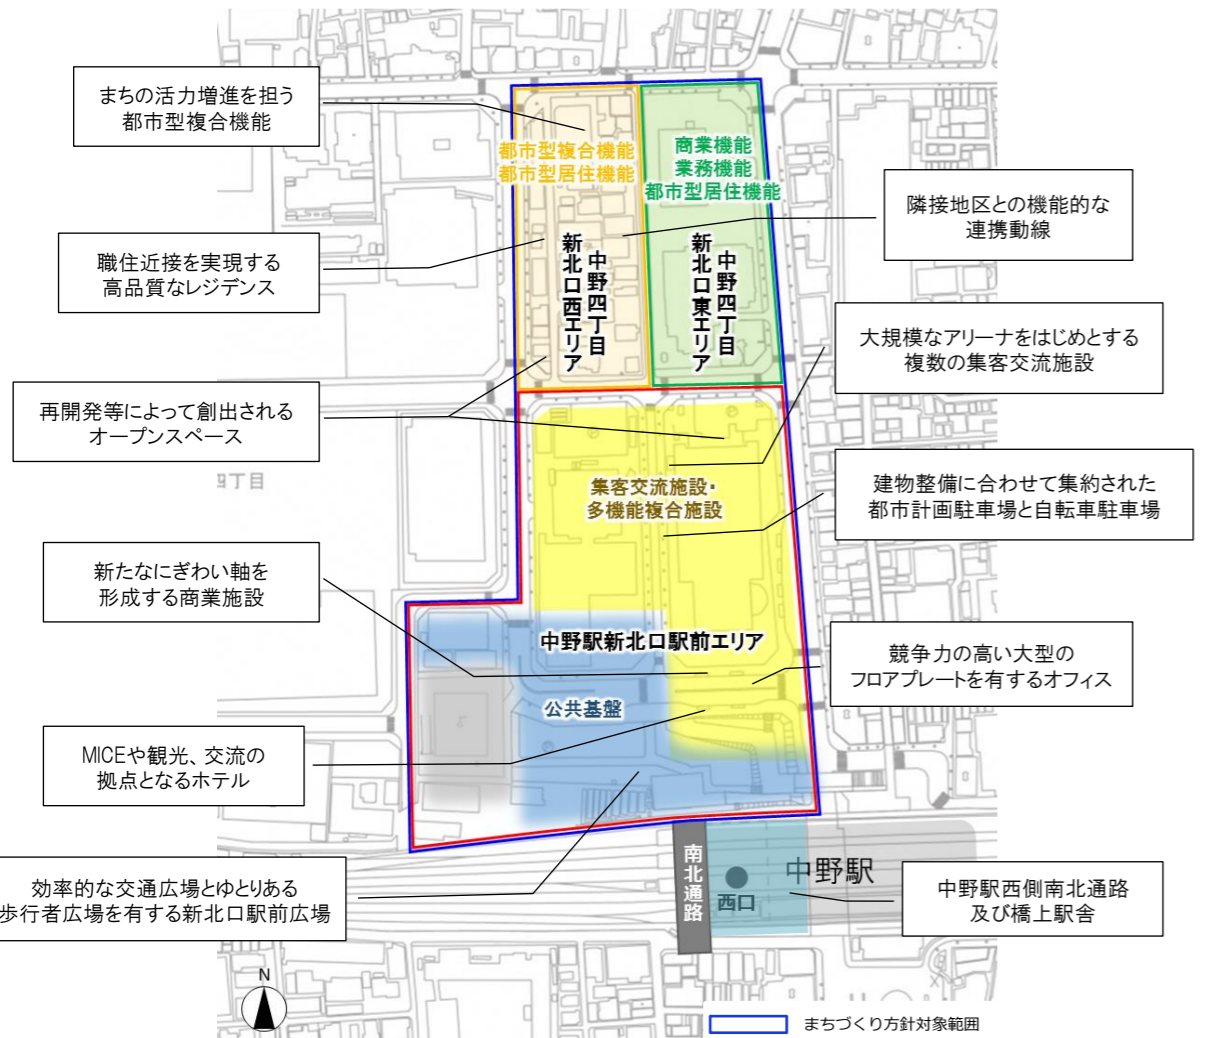 まちの活力増進を担う
都市型複合機能
都市型複合機能
都市型居住機能
商業機能
業務機能
都市型居住機能
隣接地区との機能的な
連携動線
職住近接を実現する
高品質なレジデンス
中野四丁目
新北口西エリア
中野四丁目
新北口東エリア
大規模なアリーナをはじめとする
複数の集客交流施設
再開発等によって創出される
オープンスペース
四丁目
集客交流施設・
多機能複合施設
建物整備に合わせて集約された
都市計画駐車場と自転車駐車場
新たなにぎわい軸を
形成する商業施設
中野駅新北口駅前エリア
競争力の高い大型の
フロアプレートを有するオフィス
公共基盤
MICEや観光、交流の
拠点となるホテル
効率的な交通広場とゆとりある
歩行者広場を有する新北口駅前広場
南北通路
西口
中野駅
中野駅西側南北通路
及び橋上駅舎
N
まちづくり方針対象範囲